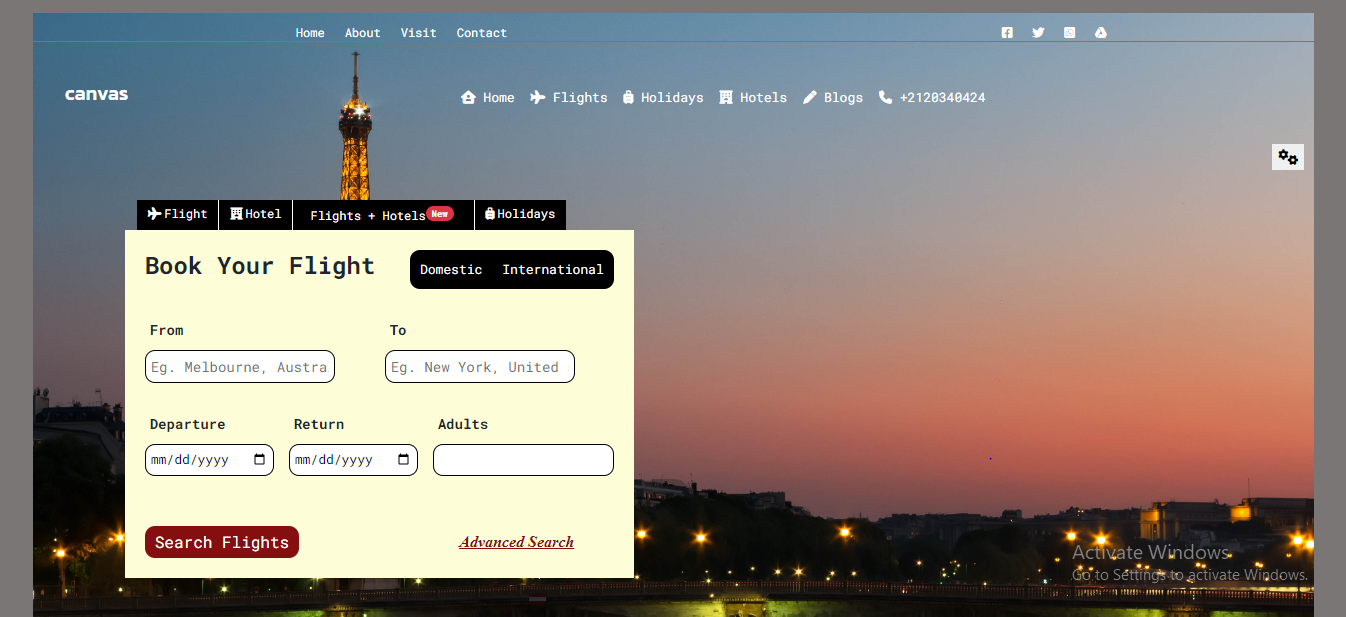 Home About Visit Contact
canvas
Home Flights Holidays Hotels Blogs +2120340424
Flight Hotel Flights + Hotels New Holidays
Book Your Flight
Domestic International
From To
Eg. Melbourne, Austra Eg. New York, United
Departure Return Adults
mm/dd/yyyy mm/dd/yyyy
Search Flights Advanced Search
Activate Windows
Go to Settings to activate Windows.